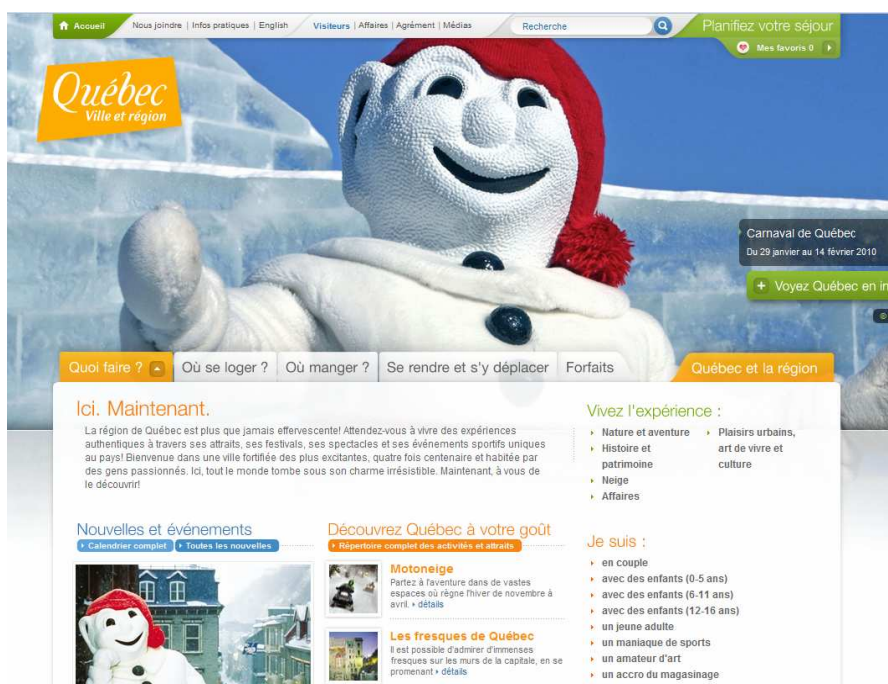 Accueil
Nous joindre | Infos pratiques | English
Visiteurs | Affaires | Agrément | Médias
Recherche
Planifiez votre séjour
Mes favoris 0
Québec
Ville et région
Carnaval de Québec
Du 29 janvier au 14 février 2010
+ Voyez Québec en
©
Quoi faire ?
Où se loger ?
Où manger ?
Se rendre et s'y déplacer
Forfaits
Québec et la région
Ici. Maintenant.
La région de Québec est plus que jamais effervescente! Attendez-vous à vivre des expériences
authentiques à travers ses attraits, ses festivals, ses spectacles et ses événements sportifs uniques
au pays! Bienvenue dans une ville fortifiée des plus excitantes, quatre fois centenaire et habitée par
des gens passionnés. Ici, tout le monde tombe sous son charme irrésistible. Maintenant, à vous de
le découvrir!
Vivez l'expérience :
Nature et aventure
Histoire et
patrimoine
Neige
Affaires
Plaisirs urbains,
art de vivre et
culture
Nouvelles et événements
Calendrier complet
Toutes les nouvelles
Découvrez Québec à votre goût
Répertoire complet des activités et attraits
Motoneige
Partez à l'aventure dans de vastes
espaces où règne l'hiver de novembre à
avril. détails
Les fresques de Québec
Il est possible d'admirer d'immenses
fresques sur les murs de la capitale, en se
promenant détails
Je suis :
en couple
avec des enfants (0-5 ans)
avec des enfants (6-11 ans)
avec des enfants (12-16 ans)
un jeune adulte
un maniaque de sports
un amateur d'art
un accro du magasinage